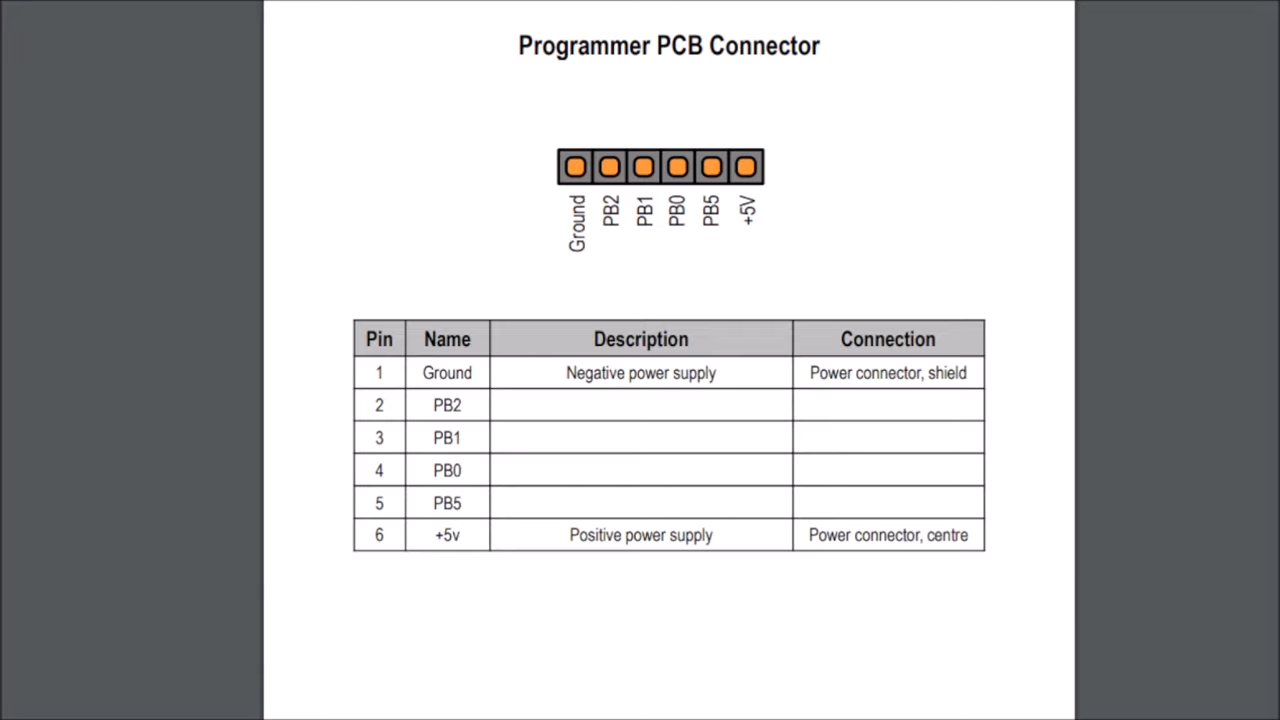 Programmer PCB Connector
Ground PB2 PB1 PB0 PB5 +5V
Pin Name Description Connection
1 Ground Negative power supply Power connector, shield
2 PB2
3 PB1
4 PB0
5 PB5
6 +5v Positive power supply Power connector, centre